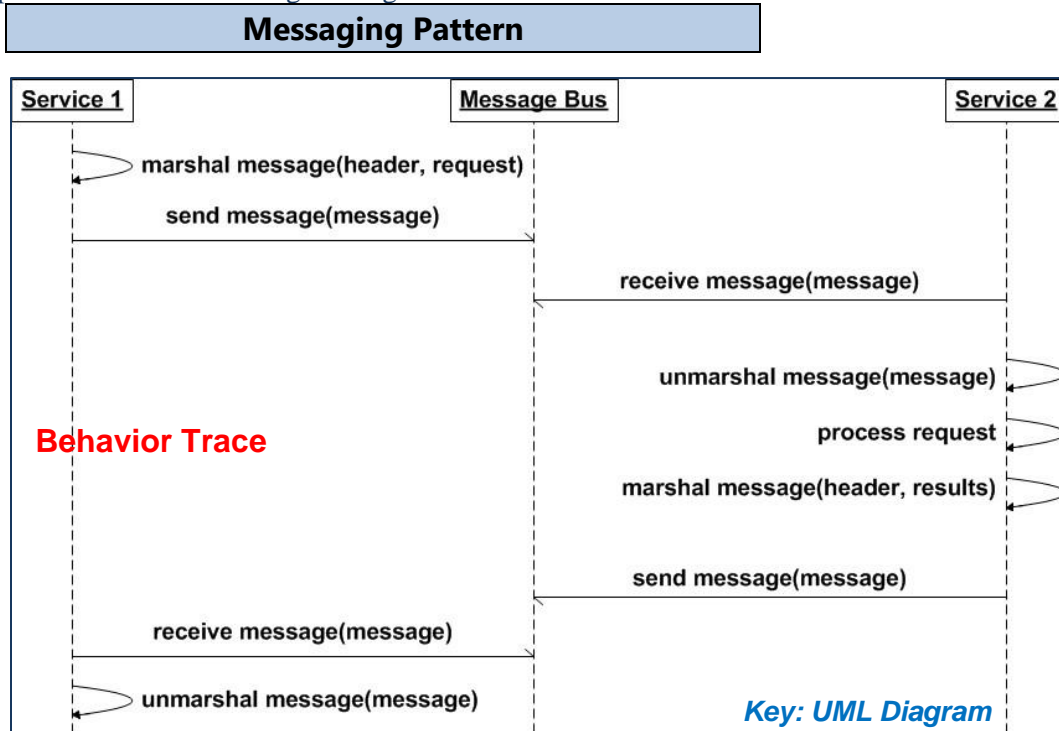 Messaging Pattern
Service 1 Message Bus Service 2
marshal message(header, request)
send message(message)
receive message(message)
unmarshal message(message)
Behavior Trace
process request
marshal message(header, results)
send message(message)
receive message(message)
unmarshal message(message)
Key: UML Diagram